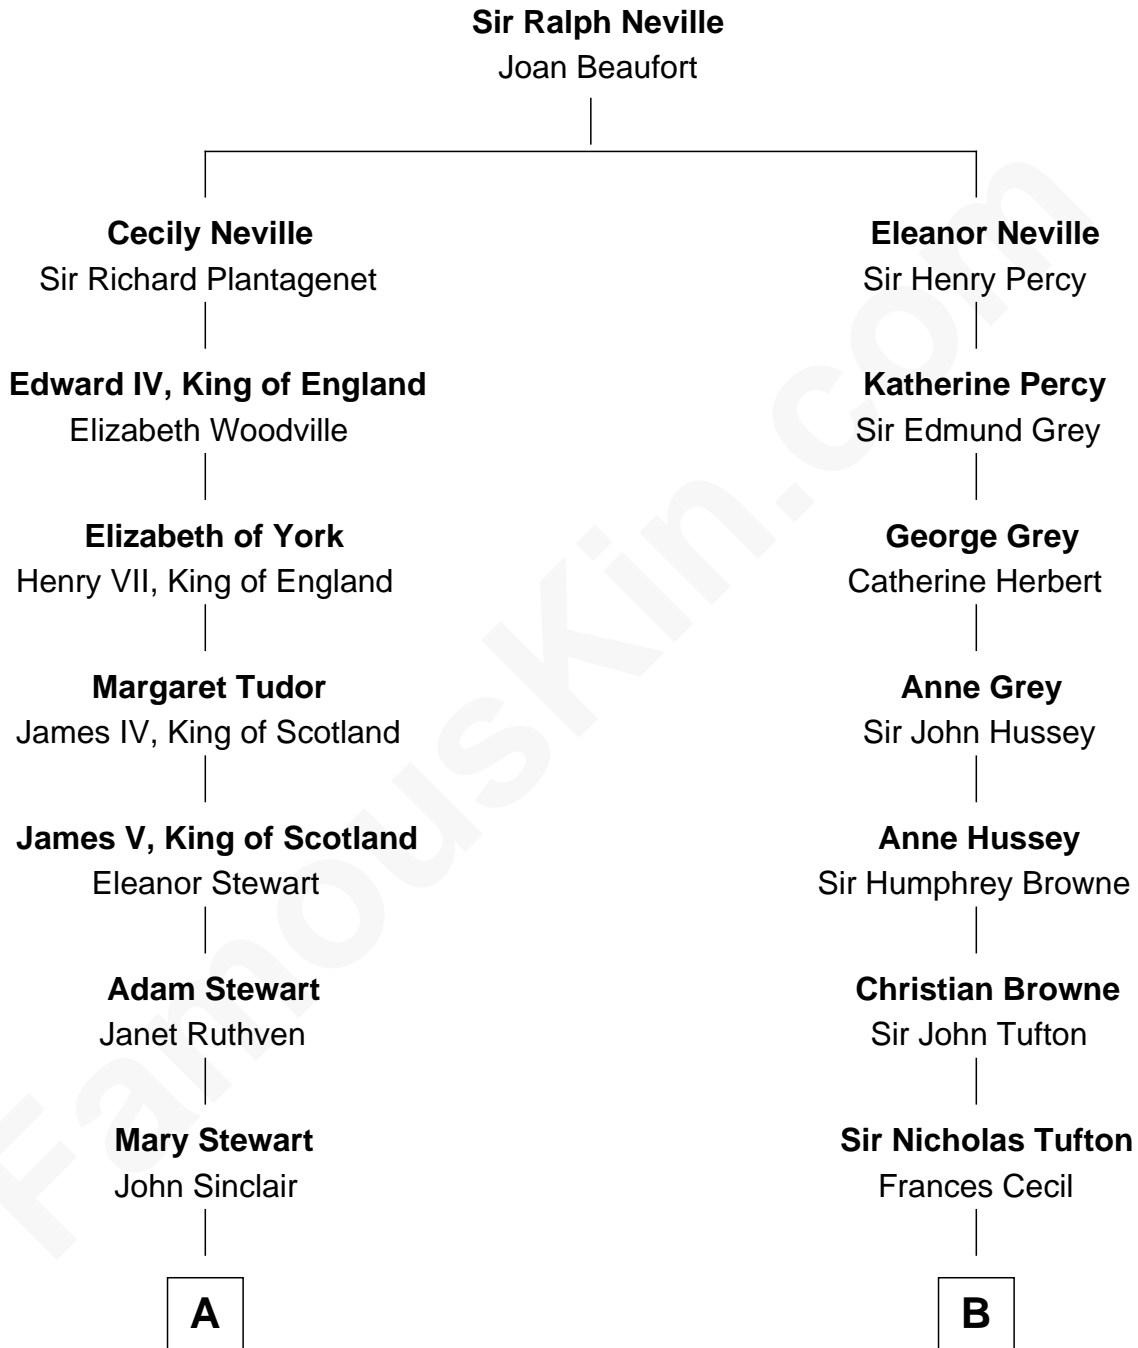 Sir Ralph Neville
Joan Beaufort
Cecily Neville
Sir Richard Plantagenet
Eleanor Neville
Sir Henry Percy
Edward IV, King of England
Elizabeth Woodville
Katherine Percy
Sir Edmund Grey
Elizabeth of York
Henry VII, King of England
George Grey
Catherine Herbert
Margaret Tudor
James IV, King of Scotland
Anne Grey
Sir John Hussey
James V, King of Scotland
Eleanor Stewart
Anne Hussey
Sir Humphrey Browne
Adam Stewart
Janet Ruthven
Christian Browne
Sir John Tufton
Mary Stewart
John Sinclair
Sir Nicholas Tufton
Frances Cecil
A
B
FamousKin.com